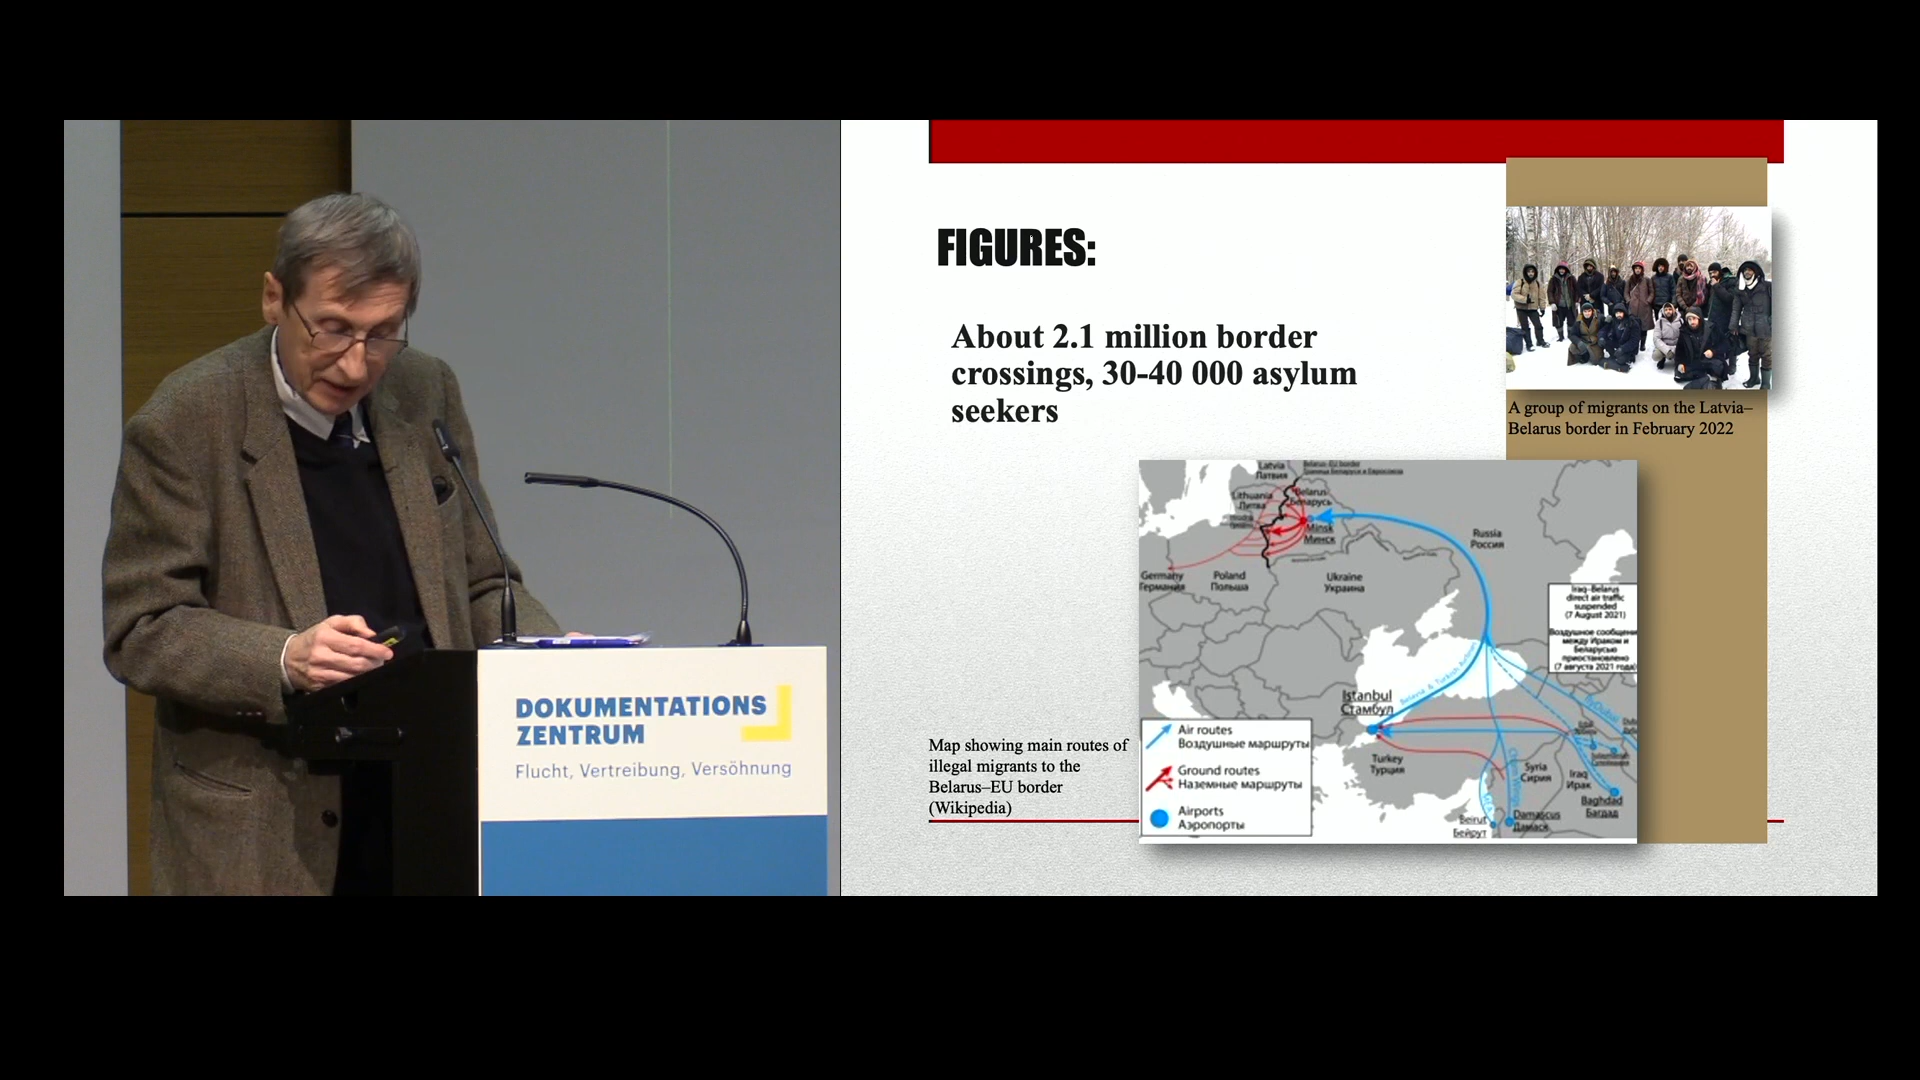 DOKUMENTATIONS
ZENTRUM
Flucht, Vertreibung, Versöhnung
FIGURES:
About 2.1 million border
crossings, 30-40 000 asylum
seekers
A group of migrants on the Latvia–
Belarus border in February 2022
Map showing main routes of
illegal migrants to the
Belarus–EU border
(Wikipedia)
Latvia
Латвия
Belarus-EU border
Lithuania
Литва
Belarus
Беларусь
Minsk
Минск
Russia
Россия
Germany
Германия
Poland
Польша
Ukraine
Украина
Iraq-Belarus
direct air traffic
suspended
(7 August 2021)
Воздушное сообщени
между Ираком и
Беларусью
приостановлено
(7 августа 2021 года)
Istanbul
Стамбул
Belavia & Turkish Airlines
FlyDubai
Turkey
Турция
Syria
Сирия
Iraq
Ирак
Baghdad
Багдад
Beirut
Бейрут
Damascus
Дамаск
Air routes
Воздушные маршруты
Ground routes
Наземные маршруты
Airports
Аэропорты